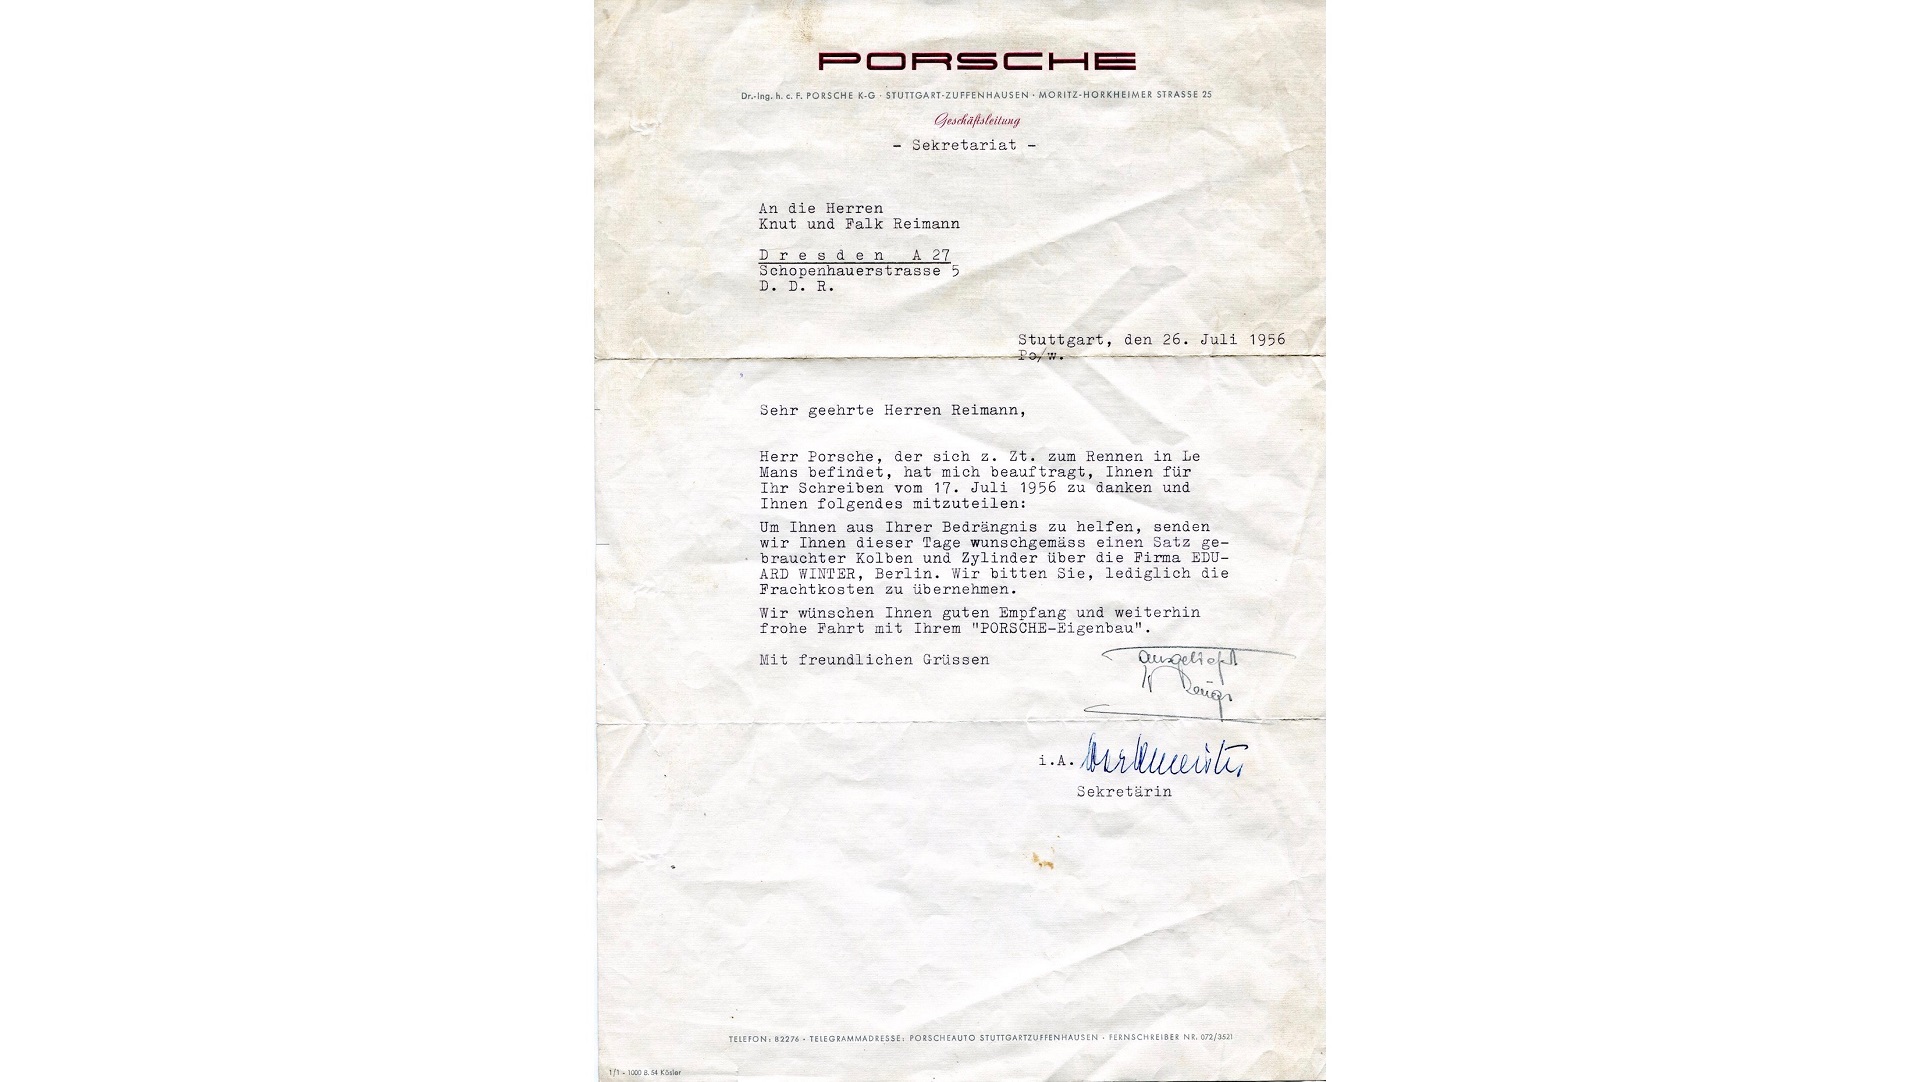 PORSCHE
Dr.-Ing. h. c. F. PORSCHE K-G · STUTTGART-ZUFFENHAUSEN · MORITZ-HORKHEIMER STRASSE 25
Geschäftsleitung
- Sekretariat -
An die Herren
Knut und Falk Reimann
D r e s d e n   A 27
Schopenhauerstrasse 5
D. D. R.
Stuttgart, den 26. Juli 1956
Po/w.
Sehr geehrte Herren Reimann,
Herr Porsche, der sich z. Zt. zum Rennen in Le
Mans befindet, hat mich beauftragt, Ihnen für
Ihr Schreiben vom 17. Juli 1956 zu danken und
Ihnen folgendes mitzuteilen:
Um Ihnen aus Ihrer Bedrängnis zu helfen, senden
wir Ihnen dieser Tage wunschgemäss einen Satz ge-
brauchter Kolben und Zylinder über die Firma EDU-
ARD WINTER, Berlin. Wir bitten Sie, lediglich die
Frachtkosten zu übernehmen.
Wir wünschen Ihnen guten Empfang und weiterhin
frohe Fahrt mit Ihrem "PORSCHE-Eigenbau".
Mit freundlichen Grüssen
i.A.
Sekretärin
TELEFON: 82276 · TELEGRAMMADRESSE: PORSCHEAUTO STUTTGARTZUFFENHAUSEN · FERNSCHREIBER NR. 072/3521
1/1 - 1000 8. 54 Kösler